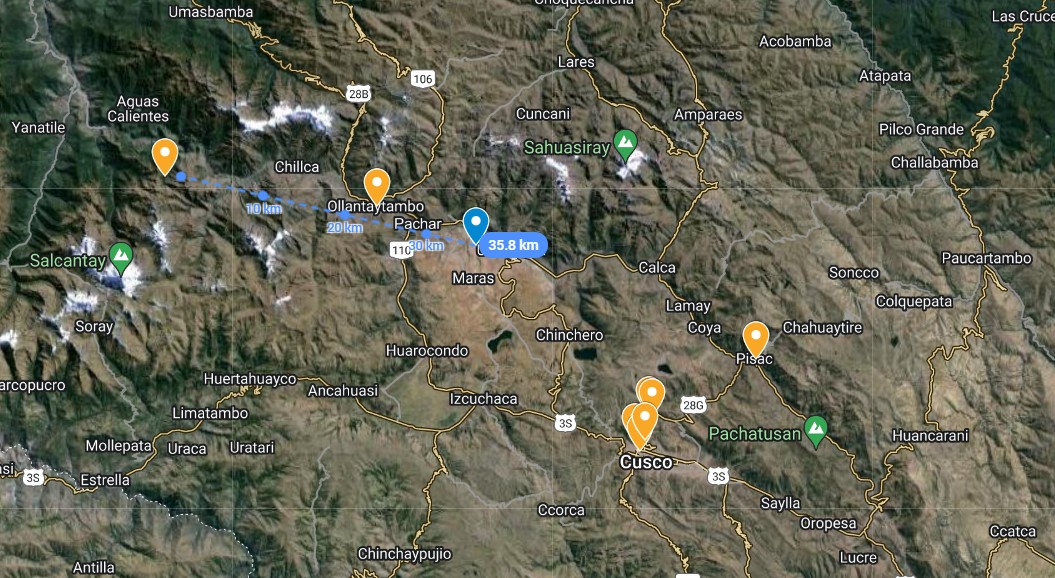 Choquecancha
Umasbamba
Las Cruce
Acobamba
Lares
106
Atapata
28B
Aguas
Calientes
Cuncani
Amparaes
Yanatile
Pilco Grande
Sahuasiray
Challabamba
Chillca
10 km
Ollantaytambo
20 km
Pachar
30 km
35.8 km
110
Salcantay
Paucartambo
Calca
Soncco
Maras
Colquepata
Lamay
Soray
Coya
Chahuaytire
Chinchero
Huarocondo
Pisac
arcopucro
Huertahuayco
Ancahuasi
Izcuchaca
28G
Limatambo
3S
Pachatusan
Huancarani
Mollepata
Uraca
Uratari
Cusco
3S
3S
Estrella
Saylla
Ccorca
Oropesa
Ccatca
Chinchaypujio
Lucre
Antilla